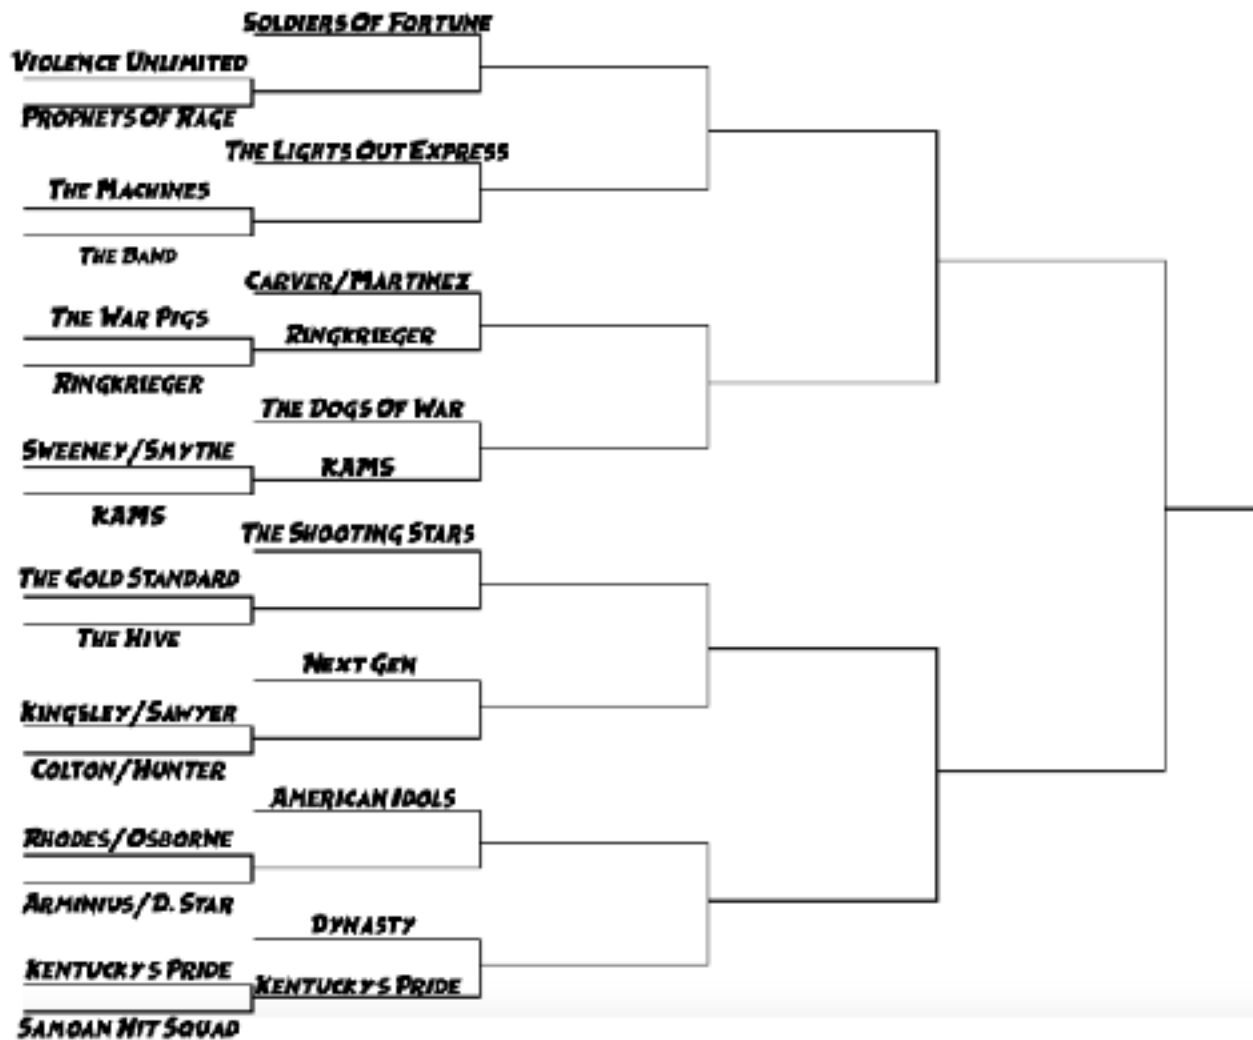 Soldiers Of Fortune
Violence Unlimited
Prophets Of Rage
The Lights Out Express
The Machines
The Band
Carver/Martinez
The War Pigs
Ringkrieger
Ringkrieger
The Dogs Of War
Sweeney/Smythe
KAMS
KAMS
The Shooting Stars
The Gold Standard
The Hive
Next Gen
Kingsley/Sawyer
Colton/Hunter
American Idols
Rhodes/Osborne
Arminius/D. Star
Dynasty
Kentucky's Pride
Kentucky's Pride
Samoan Hit Squad